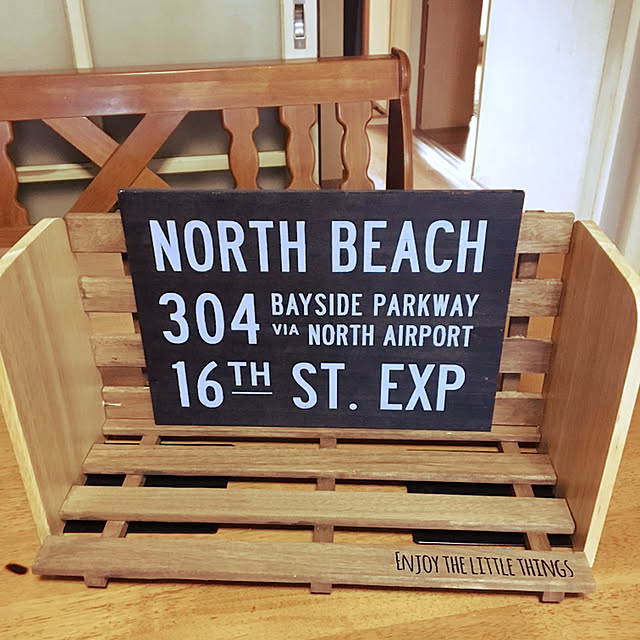 NORTH BEACH
304 BAYSIDE PARKWAY
VIA NORTH AIRPORT
16TH ST. EXP
ENJOY THE LITTLE THINGS